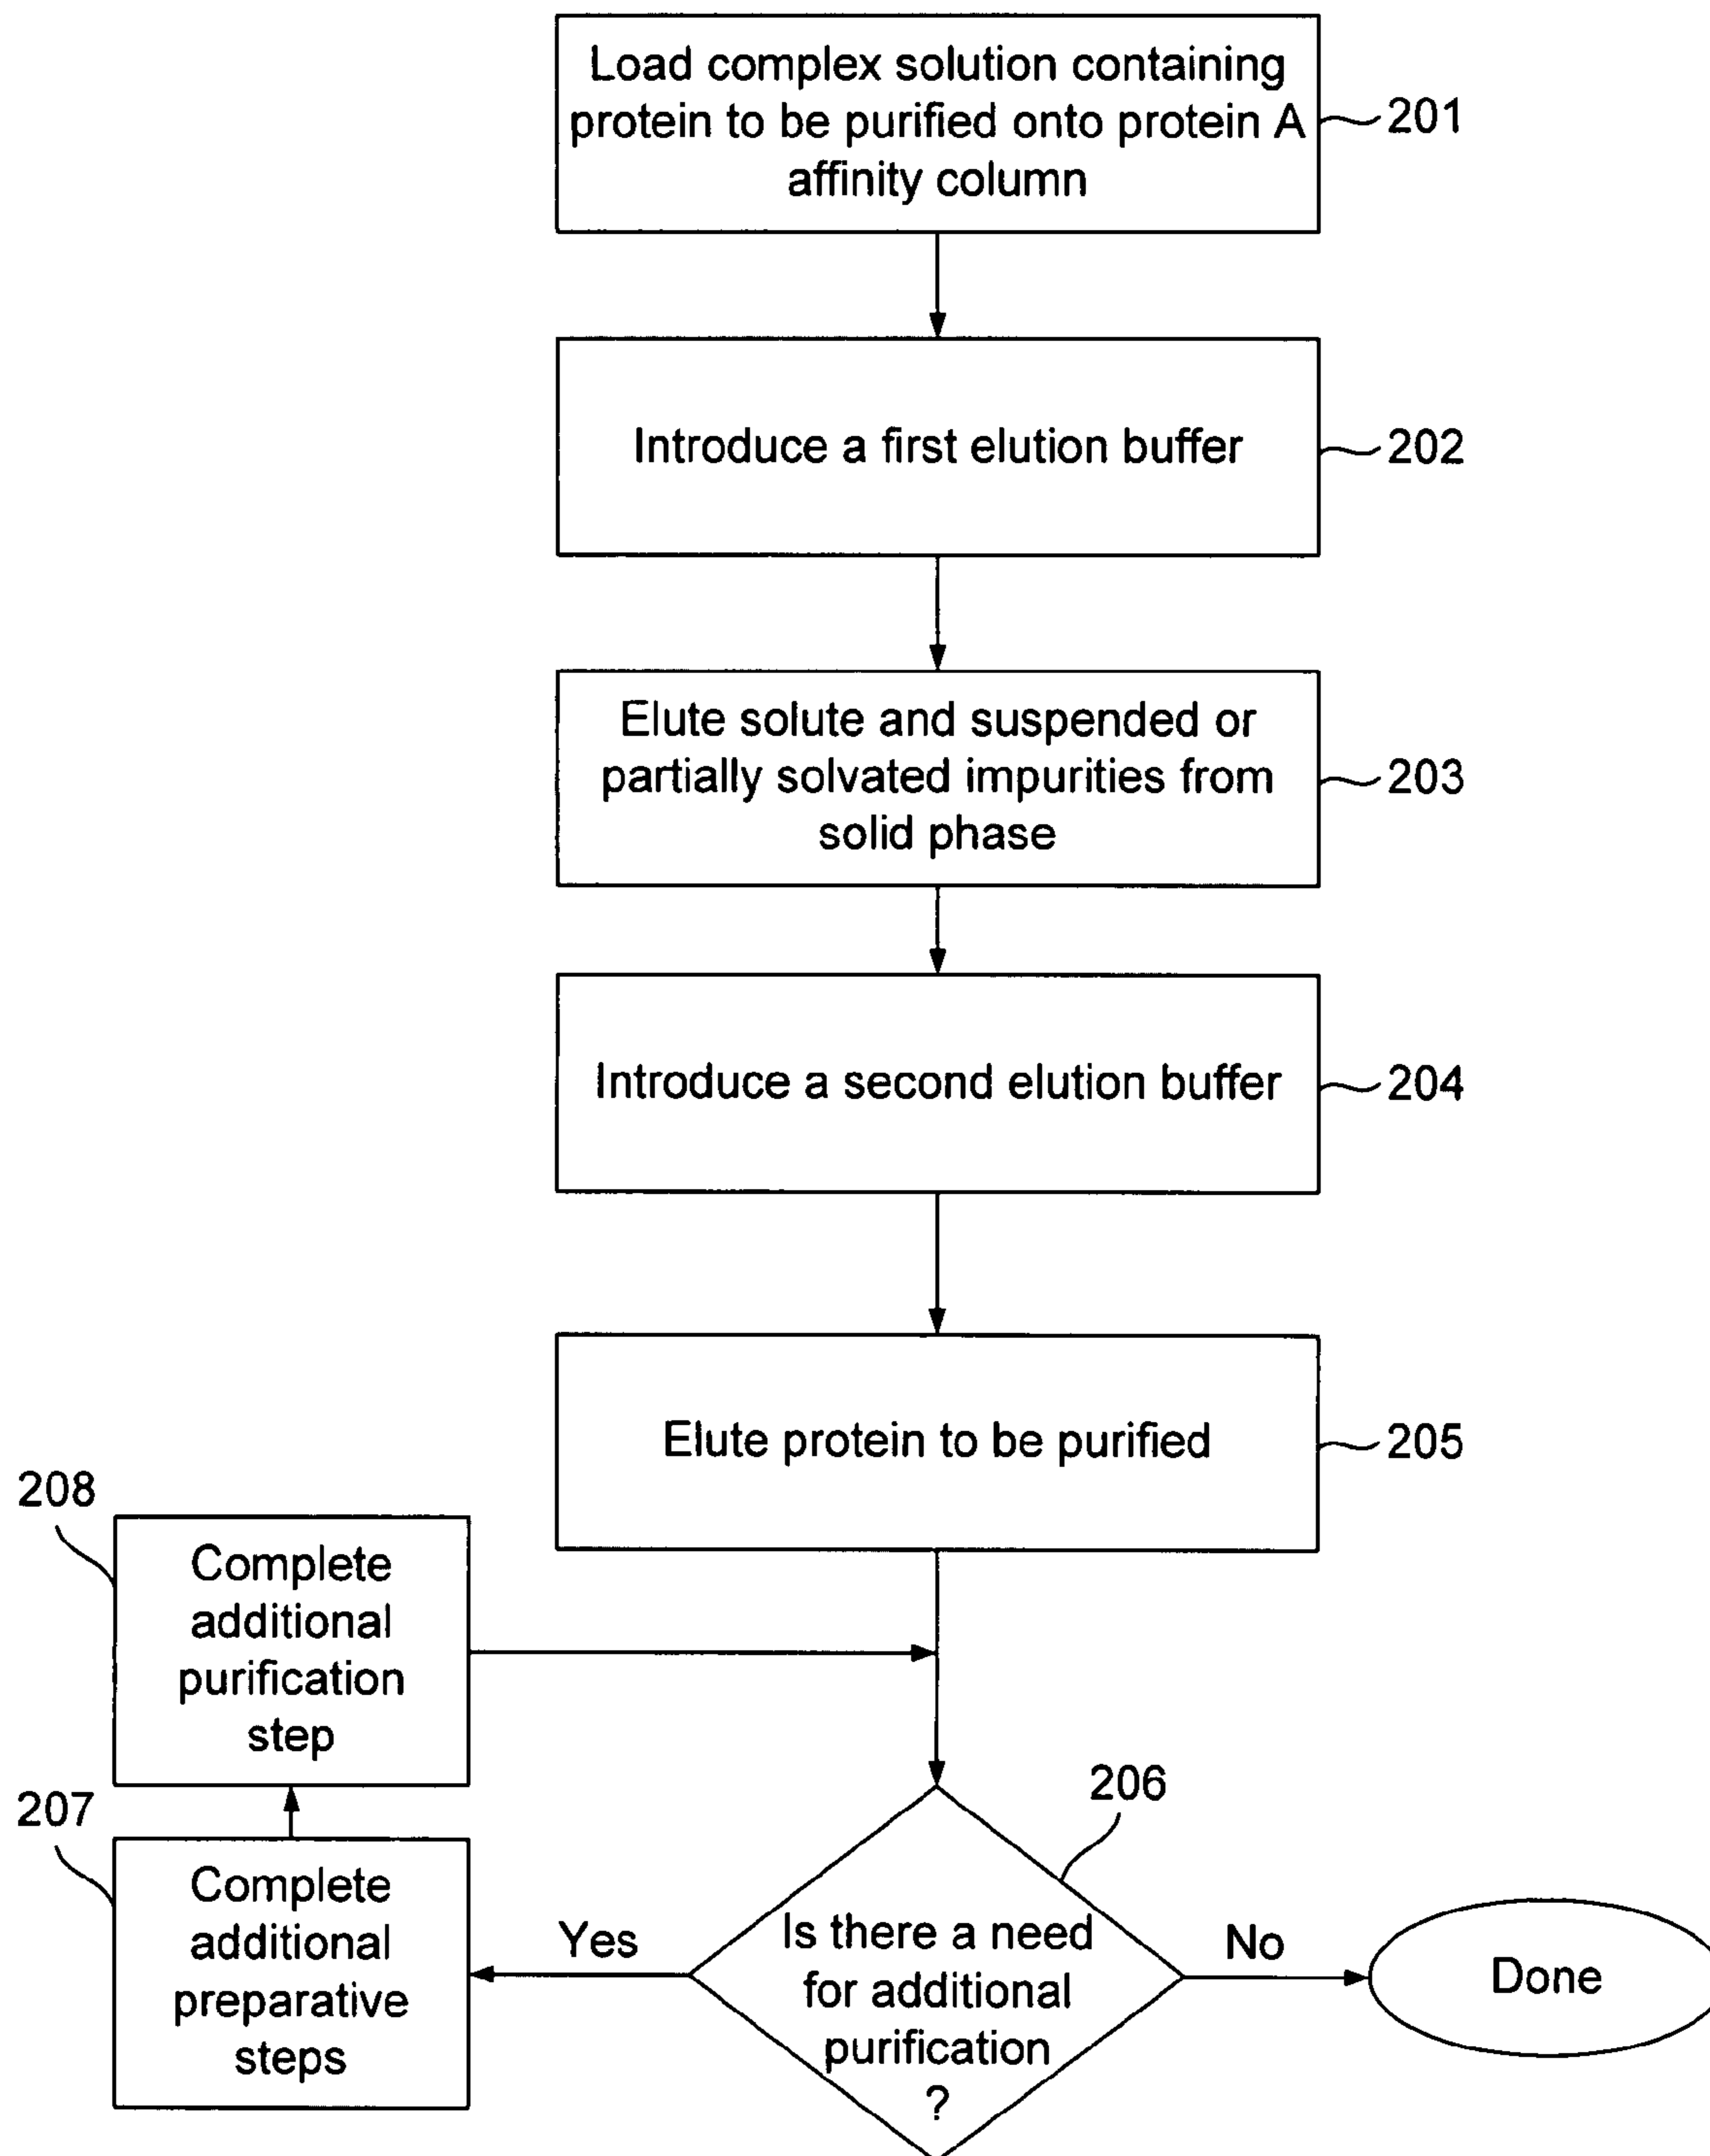 Load complex solution containing
protein to be purified onto protein A
affinity column
201
Introduce a first elution buffer
202
Elute solute and suspended or
partially solvated impurities from
solid phase
203
Introduce a second elution buffer
204
Elute protein to be purified
205
208
Complete
additional
purification
step
207
Complete
additional
preparative
steps
Yes
206
Is there a need
for additional
purification
?
No
Done